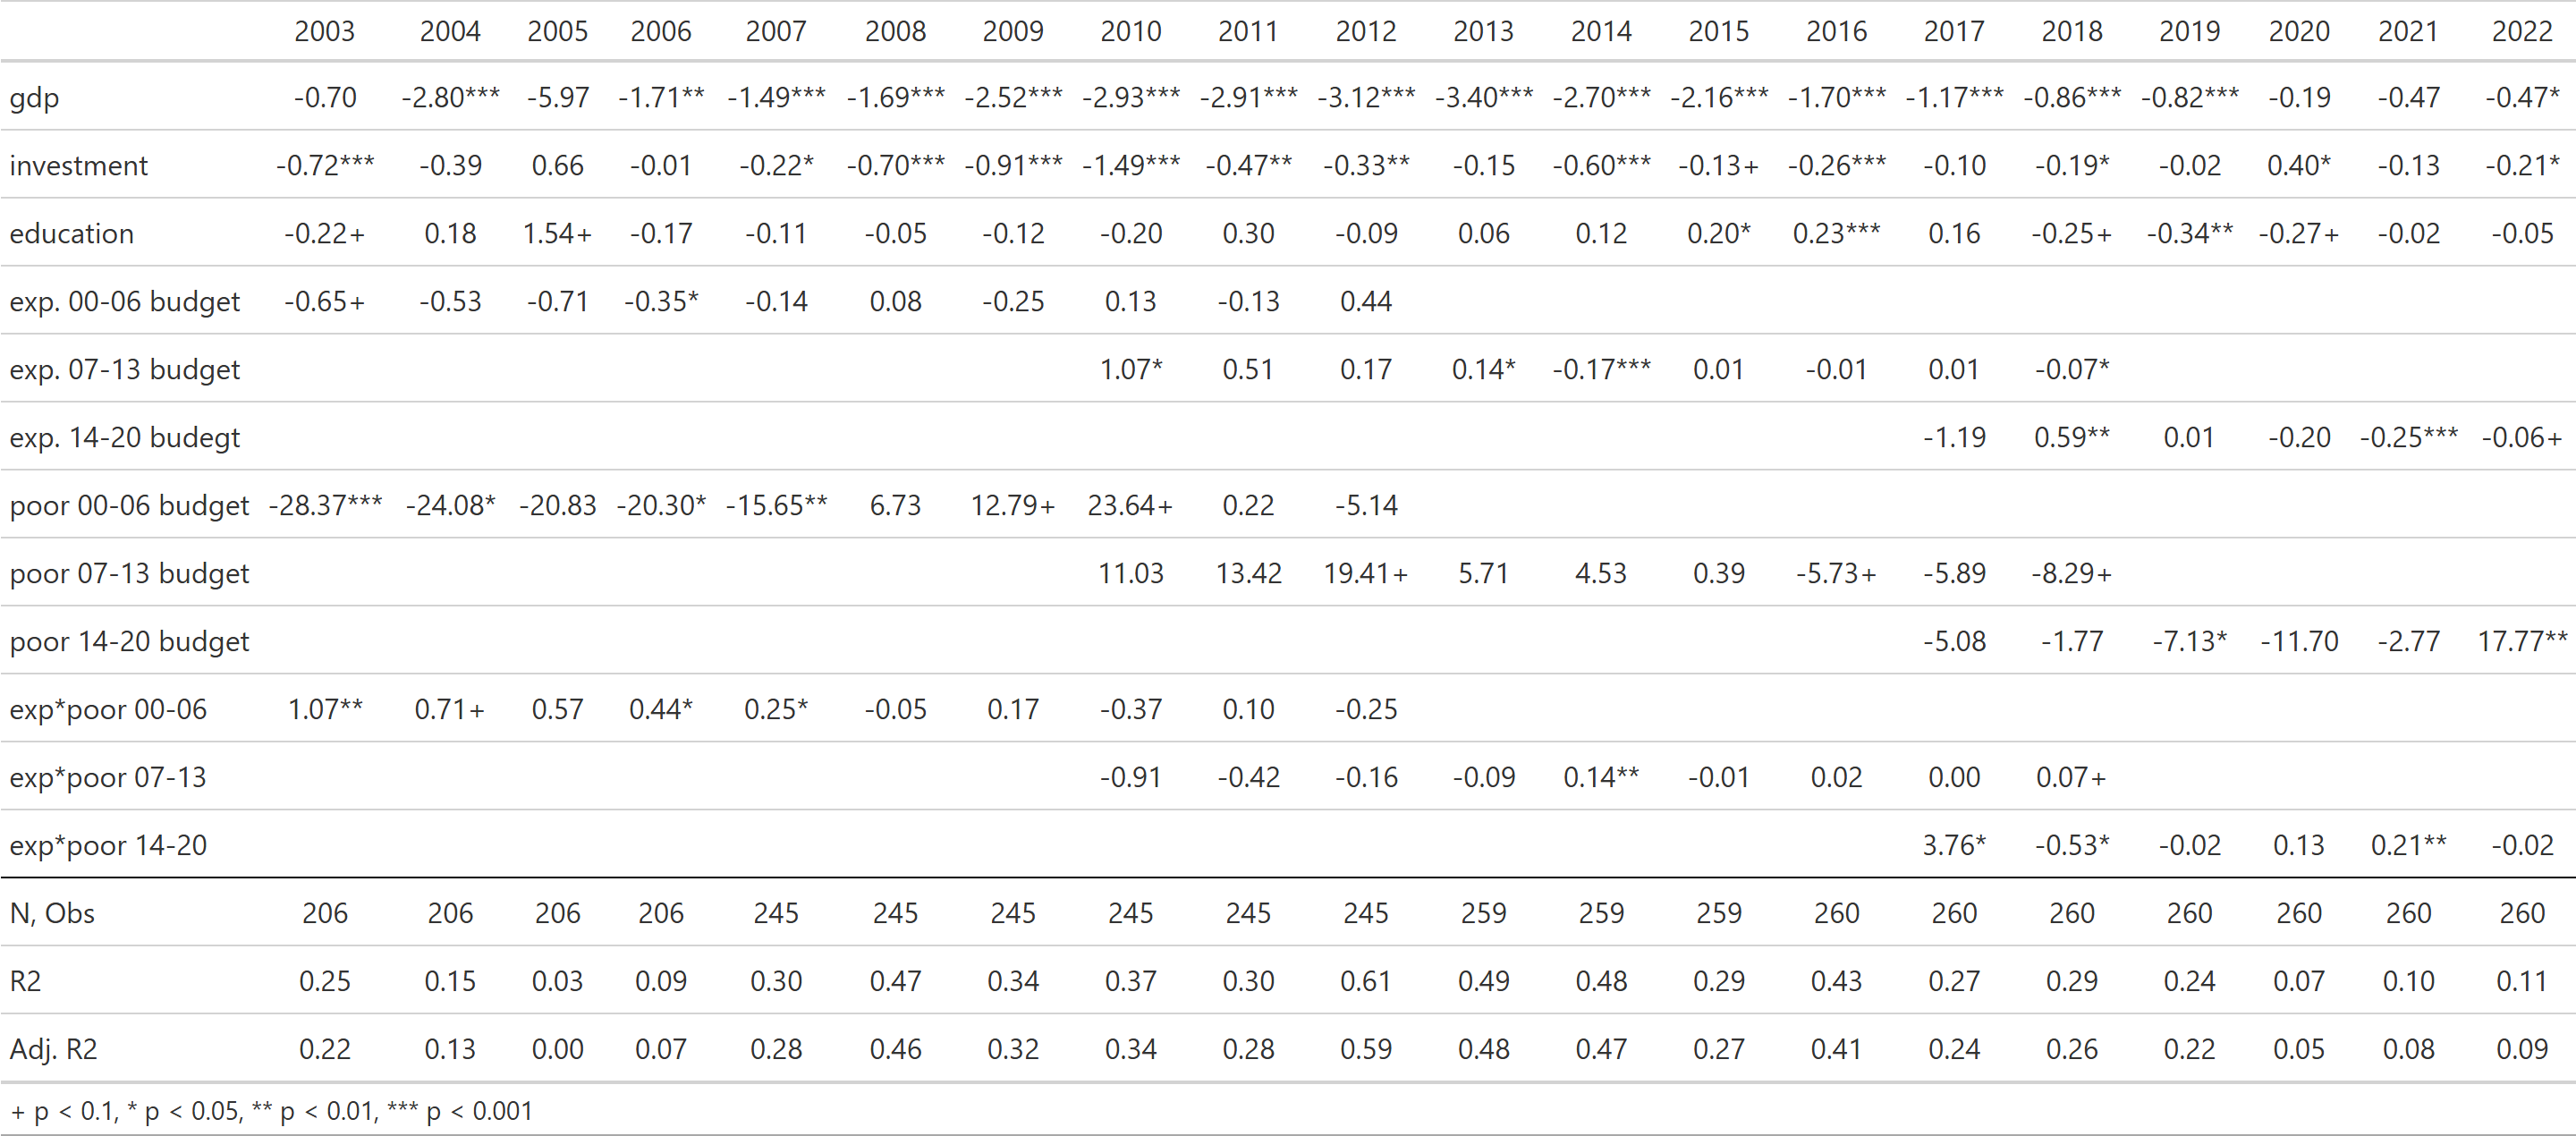 2003 2004 2005 2006 2007 2008 2009 2010 2011 2012 2013 2014 2015 2016 2017 2018 2019 2020 2021 2022
gdp -0.70 -2.80*** -5.97 -1.71** -1.49*** -1.69*** -2.52*** -2.93*** -2.91*** -3.12*** -3.40*** -2.70*** -2.16*** -1.70*** -1.17*** -0.86*** -0.82*** -0.19 -0.47 -0.47*
investment -0.72*** -0.39 0.66 -0.01 -0.22* -0.70*** -0.91*** -1.49*** -0.47** -0.33** -0.15 -0.60*** -0.13+ -0.26*** -0.10 -0.19* -0.02 0.40* -0.13 -0.21*
education -0.22+ 0.18 1.54+ -0.17 -0.11 -0.05 -0.12 -0.20 0.30 -0.09 0.06 0.12 0.20* 0.23*** 0.16 -0.25+ -0.34** -0.27+ -0.02 -0.05
exp. 00-06 budget -0.65+ -0.53 -0.71 -0.35* -0.14 0.08 -0.25 0.13 -0.13 0.44
exp. 07-13 budget 1.07* 0.51 0.17 0.14* -0.17*** 0.01 -0.01 0.01 -0.07*
exp. 14-20 budegt -1.19 0.59** 0.01 -0.20 -0.25*** -0.06+
poor 00-06 budget -28.37*** -24.08* -20.83 -20.30* -15.65** 6.73 12.79+ 23.64+ 0.22 -5.14
poor 07-13 budget 11.03 13.42 19.41+ 5.71 4.53 0.39 -5.73+ -5.89 -8.29+
poor 14-20 budget -5.08 -1.77 -7.13* -11.70 -2.77 17.77**
exp*poor 00-06 1.07** 0.71+ 0.57 0.44* 0.25* -0.05 0.17 -0.37 0.10 -0.25
exp*poor 07-13 -0.91 -0.42 -0.16 -0.09 0.14** -0.01 0.02 0.00 0.07+
exp*poor 14-20 3.76* -0.53* -0.02 0.13 0.21** -0.02
N, Obs 206 206 206 206 245 245 245 245 245 245 259 259 259 260 260 260 260 260 260 260
R2 0.25 0.15 0.03 0.09 0.30 0.47 0.34 0.37 0.30 0.61 0.49 0.48 0.29 0.43 0.27 0.29 0.24 0.07 0.10 0.11
Adj. R2 0.22 0.13 0.00 0.07 0.28 0.46 0.32 0.34 0.28 0.59 0.48 0.47 0.27 0.41 0.24 0.26 0.22 0.05 0.08 0.09
+ p < 0.1, * p < 0.05, ** p < 0.01, *** p < 0.001